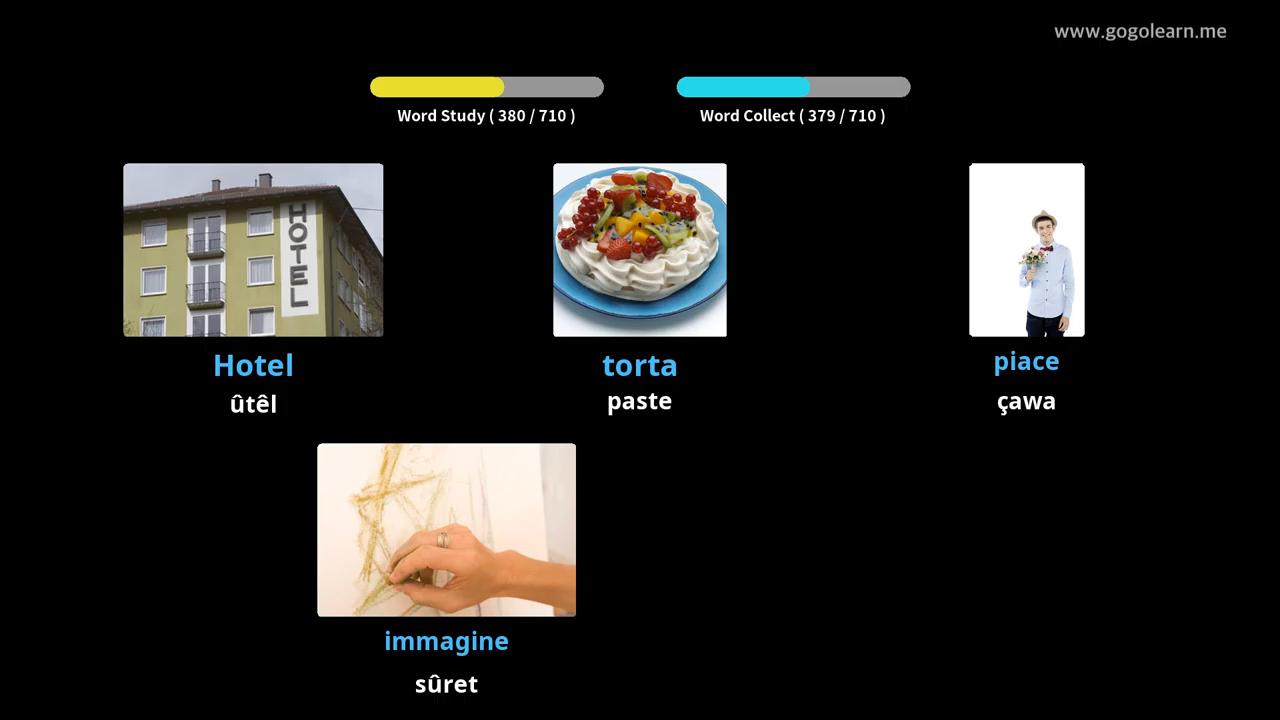 www.gogolearn.me
Word Study ( 380 / 710 )
Word Collect ( 379 / 710 )
HOTEL
Hotel
ûtêl
torta
paste
piace
çawa
immagine
sûret